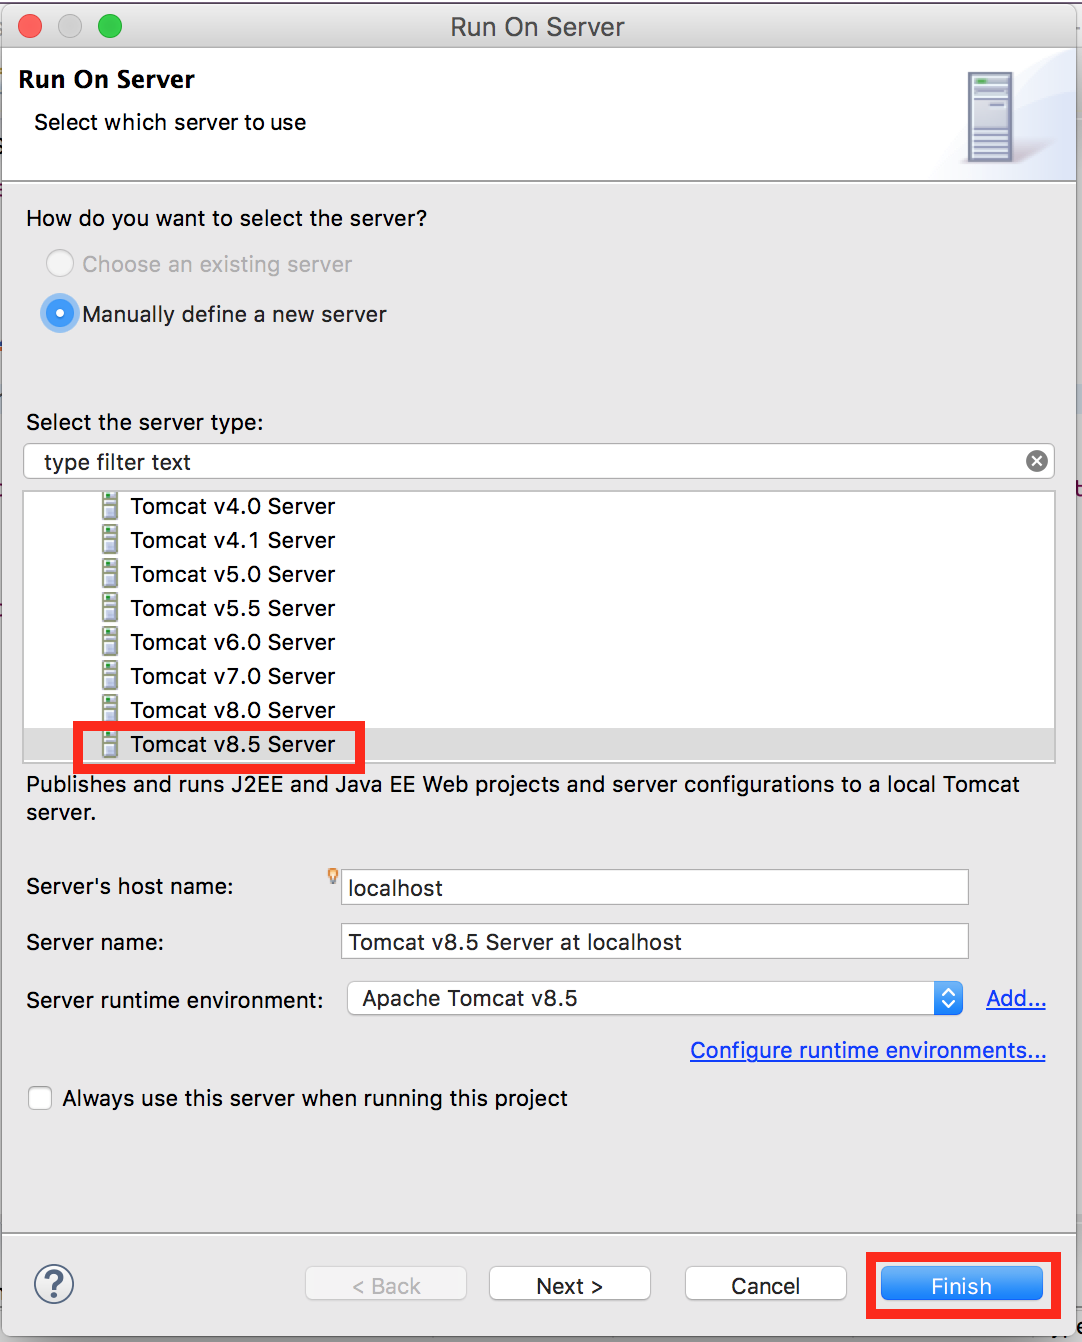 Run On Server
Run On Server
Select which server to use
How do you want to select the server?
Choose an existing server
Manually define a new server
Select the server type:
type filter text
Tomcat v4.0 Server
Tomcat v4.1 Server
Tomcat v5.0 Server
Tomcat v5.5 Server
Tomcat v6.0 Server
Tomcat v7.0 Server
Tomcat v8.0 Server
Tomcat v8.5 Server
Publishes and runs J2EE and Java EE Web projects and server configurations to a local Tomcat
server.
Server's host name: localhost
Server name: Tomcat v8.5 Server at localhost
Server runtime environment: Apache Tomcat v8.5 Add...
Configure runtime environments...
Always use this server when running this project
? < Back Next > Cancel Finish